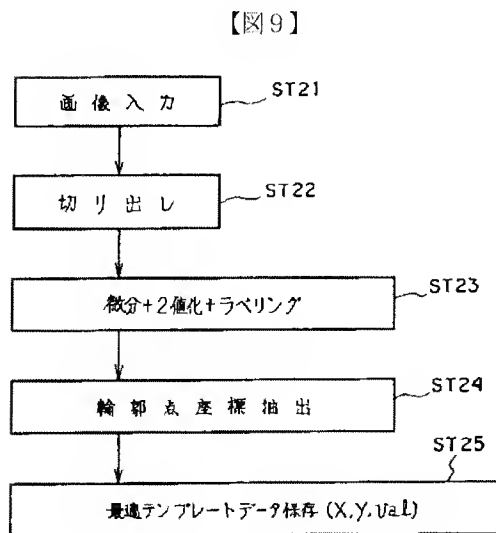 【図9】
画像入力
ST21
切り出し
ST22
微分+2値化+ラベリング
ST23
輪郭点座標抽出
ST24
ST25
最適テンプレートデータ保存(X,Y,val)